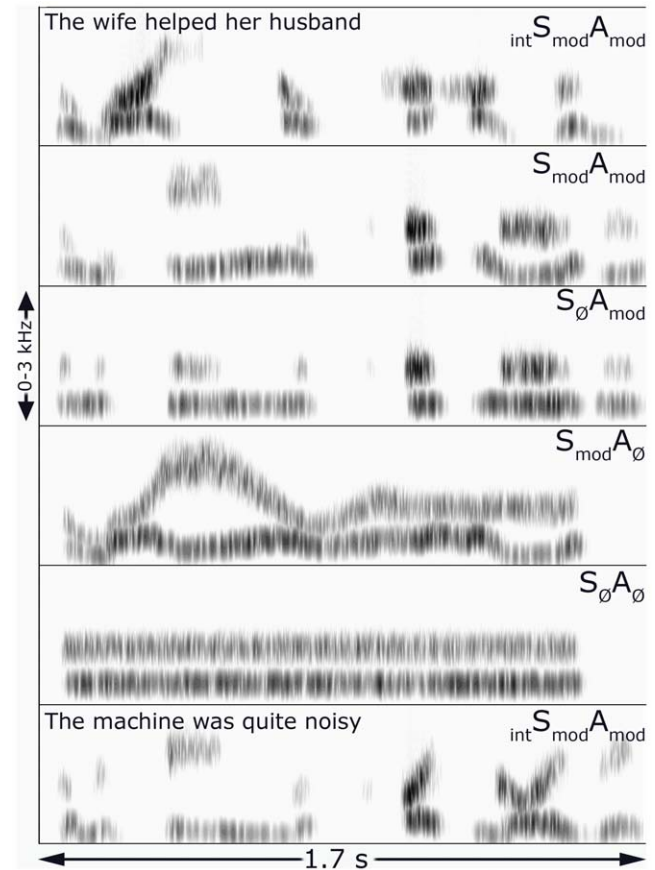 The wife helped her husband
intSmodAmod
SmodAmod
0-3 kHz
SØAmod
SmodAØ
SØAØ
The machine was quite noisy
intSmodAmod
1.7 s